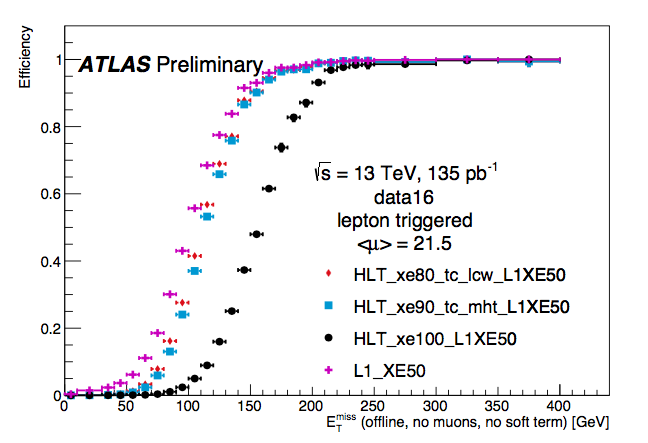 Efficiency
1
0.8
0.6
0.4
0.2
0
ATLAS Preliminary
√s = 13 TeV, 135 pb⁻¹
data16
lepton triggered
<μ> = 21.5
HLT_xe80_tc_lcw_L1XE50
HLT_xe90_tc_mht_L1XE50
HLT_xe100_L1XE50
L1_XE50
0 50 100 150 200 250 300 350 400
E_T^miss (offline, no muons, no soft term) [GeV]